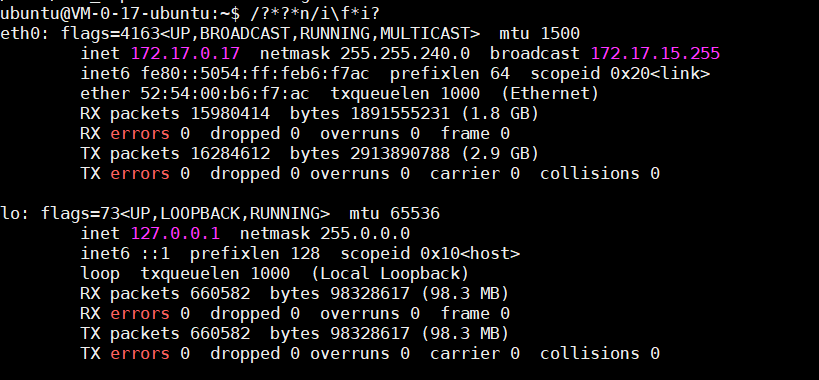 ubuntu@VM-0-17-ubuntu:~$ /?*?*n/i\f*i?
eth0: flags=4163<UP,BROADCAST,RUNNING,MULTICAST>  mtu 1500
        inet 172.17.0.17  netmask 255.255.240.0  broadcast 172.17.15.255
        inet6 fe80::5054:ff:feb6:f7ac  prefixlen 64  scopeid 0x20<link>
        ether 52:54:00:b6:f7:ac  txqueuelen 1000  (Ethernet)
        RX packets 15980414  bytes 1891555231 (1.8 GB)
        RX errors 0  dropped 0  overruns 0  frame 0
        TX packets 16284612  bytes 2913890788 (2.9 GB)
        TX errors 0  dropped 0 overruns 0  carrier 0  collisions 0

lo: flags=73<UP,LOOPBACK,RUNNING>  mtu 65536
        inet 127.0.0.1  netmask 255.0.0.0
        inet6 ::1  prefixlen 128  scopeid 0x10<host>
        loop  txqueuelen 1000  (Local Loopback)
        RX packets 660582  bytes 98328617 (98.3 MB)
        RX errors 0  dropped 0  overruns 0  frame 0
        TX packets 660582  bytes 98328617 (98.3 MB)
        TX errors 0  dropped 0 overruns 0  carrier 0  collisions 0